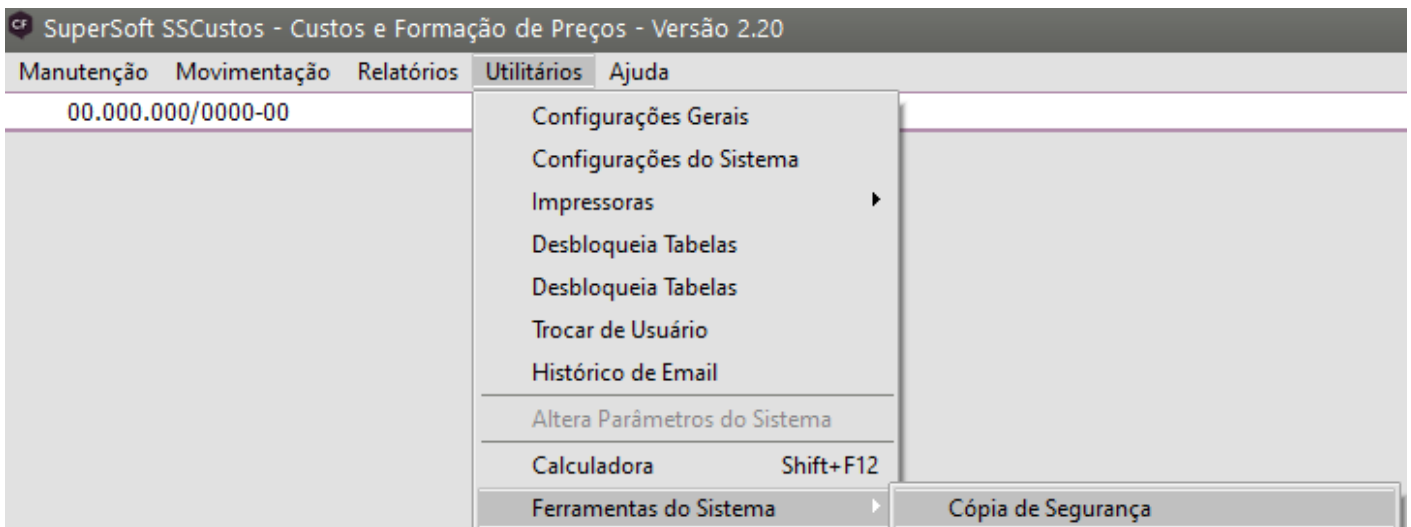 CF SuperSoft SSCustos - Custos e Formação de Preços - Versão 2.20
Manutenção Movimentação Relatórios Utilitários Ajuda
00.000.000/0000-00
Configurações Gerais
Configurações do Sistema
Impressoras
Desbloqueia Tabelas
Desbloqueia Tabelas
Trocar de Usuário
Histórico de Email
Altera Parâmetros do Sistema
Calculadora Shift+F12
Ferramentas do Sistema Cópia de Segurança